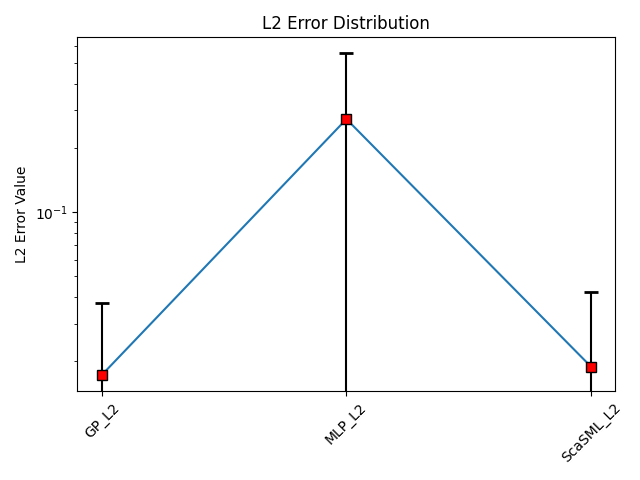 L2 Error Distribution
L2 Error Value
10⁻¹
GP_L2
MLP_L2
ScaSML_L2